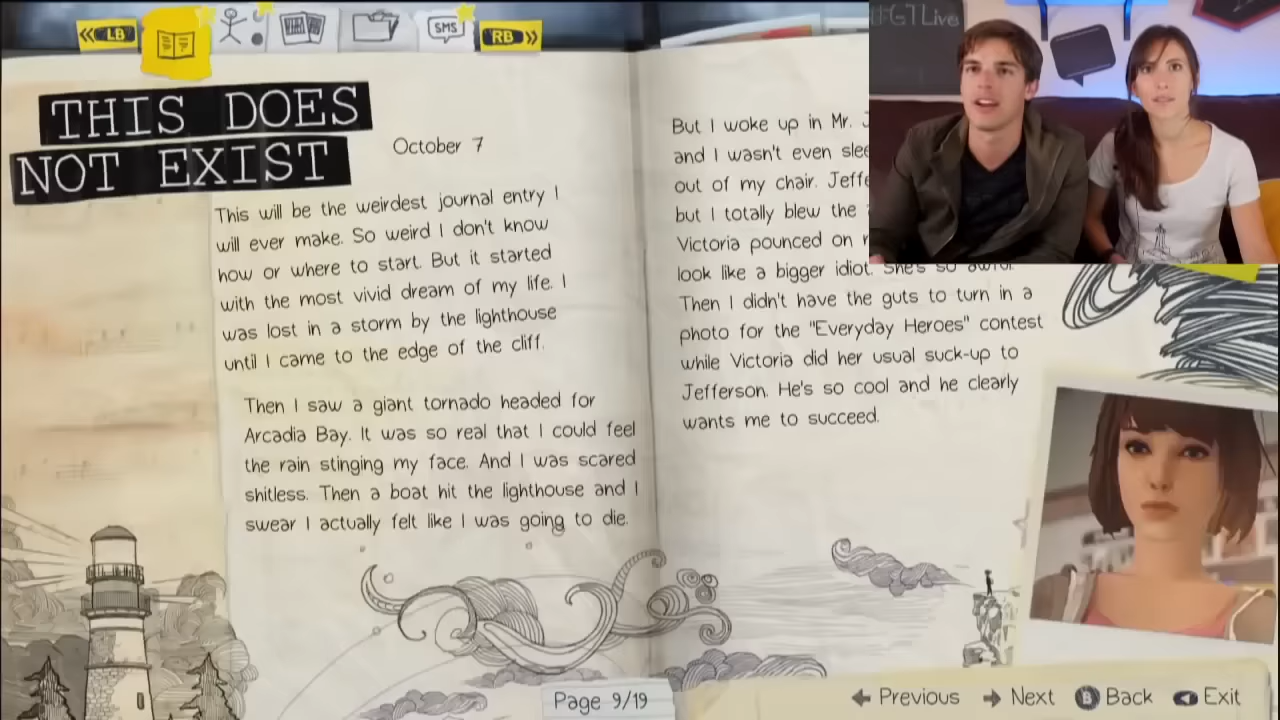 #GTLive
LB
SMS
RB
THIS DOES
NOT EXIST
October 7
This will be the weirdest journal entry I
will ever make. So weird I don't know
how or where to start. But it started
with the most vivid dream of my life. I
was lost in a storm by the lighthouse
until I came to the edge of the cliff.
Then I saw a giant tornado headed for
Arcadia Bay. It was so real that I could feel
the rain stinging my face. And I was scared
shitless. Then a boat hit the lighthouse and I
swear I actually felt like I was going to die.
But I woke up in Mr.
and I wasn't even
out of my chair.
but I totally blew the
Victoria pounced on
look like a bigger idiot. She's so awful.
Then I didn't have the guts to turn in a
photo for the "Everyday Heroes" contest
while Victoria did her usual suck-up to
Jefferson. He's so cool and he clearly
wants me to succeed.
Page 9/19
Previous
Next
B Back
Exit